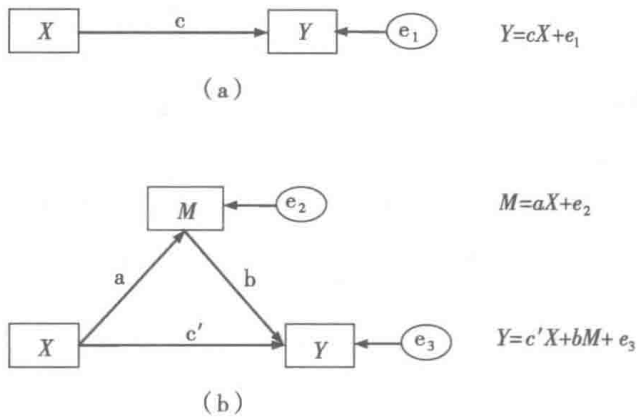 X c Y e₁ Y=cX+e₁
(a)
M e₂ M=aX+e₂
a b
X c′ Y e₃ Y=c′X+bM+e₃
(b)